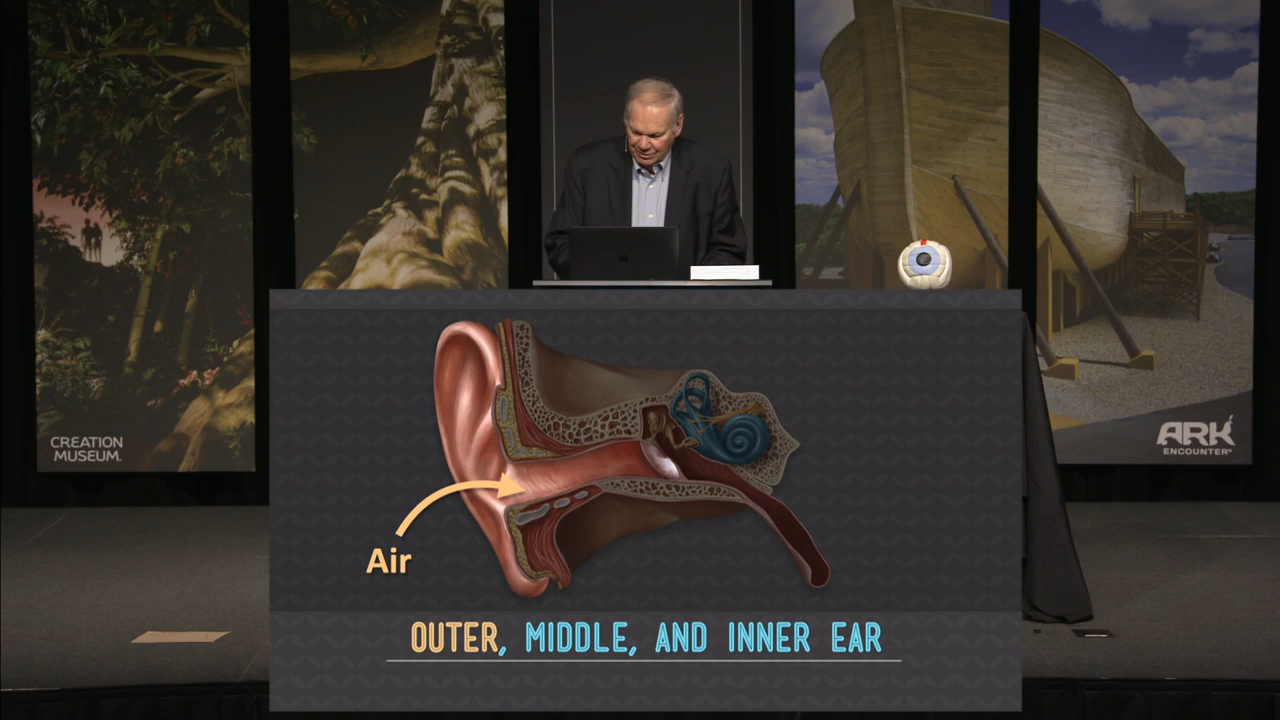 CREATION
MUSEUM
ARK
ENCOUNTER
Air
OUTER, MIDDLE, AND INNER EAR